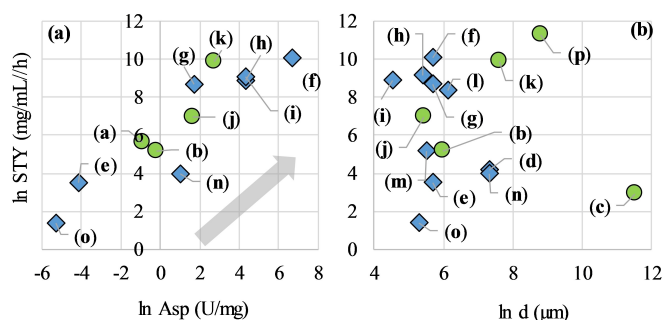 12 (a) (k) (h)
10 (g)
8 (f)
(i)
6 (a) (j)
4 (e) (b)
(n)
2
0 (o)
-6 -4 -2 0 2 4 6 8
ln Asp (U/mg)
ln STY (mg/mL//h)
12 (b)
(h) (f) (p)
10
(k)
8 (l)
(i) (g)
6 (j) (b)
4 (d)
(m) (n)
(e) (c)
2
0 (o)
4 6 8 10 12
ln d (µm)